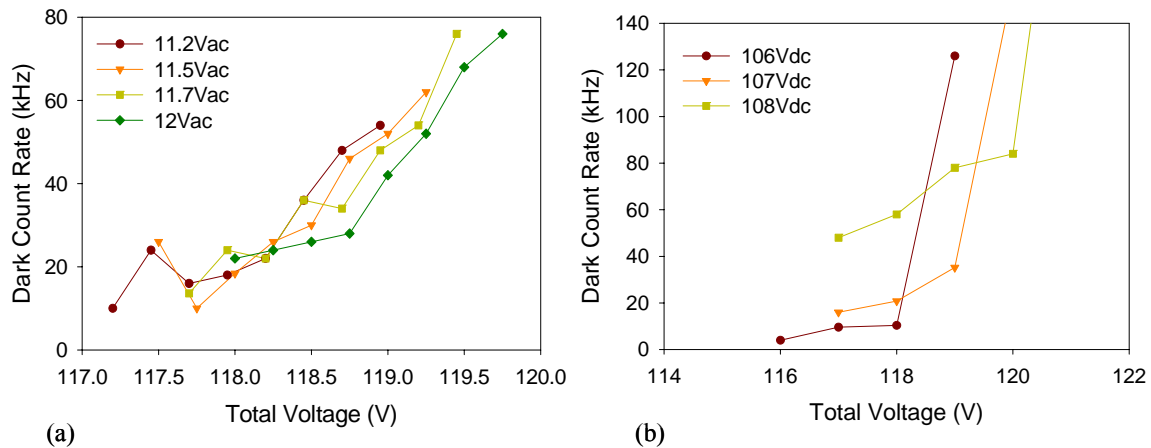 80
60
40
20
0
Dark Count Rate (kHz)
11.2Vac
11.5Vac
11.7Vac
12Vac
117.0 117.5 118.0 118.5 119.0 119.5 120.0
Total Voltage (V)
(a)
140
120
100
80
60
40
20
0
Dark Count Rate (kHz)
106Vdc
107Vdc
108Vdc
114 116 118 120 122
Total Voltage (V)
(b)